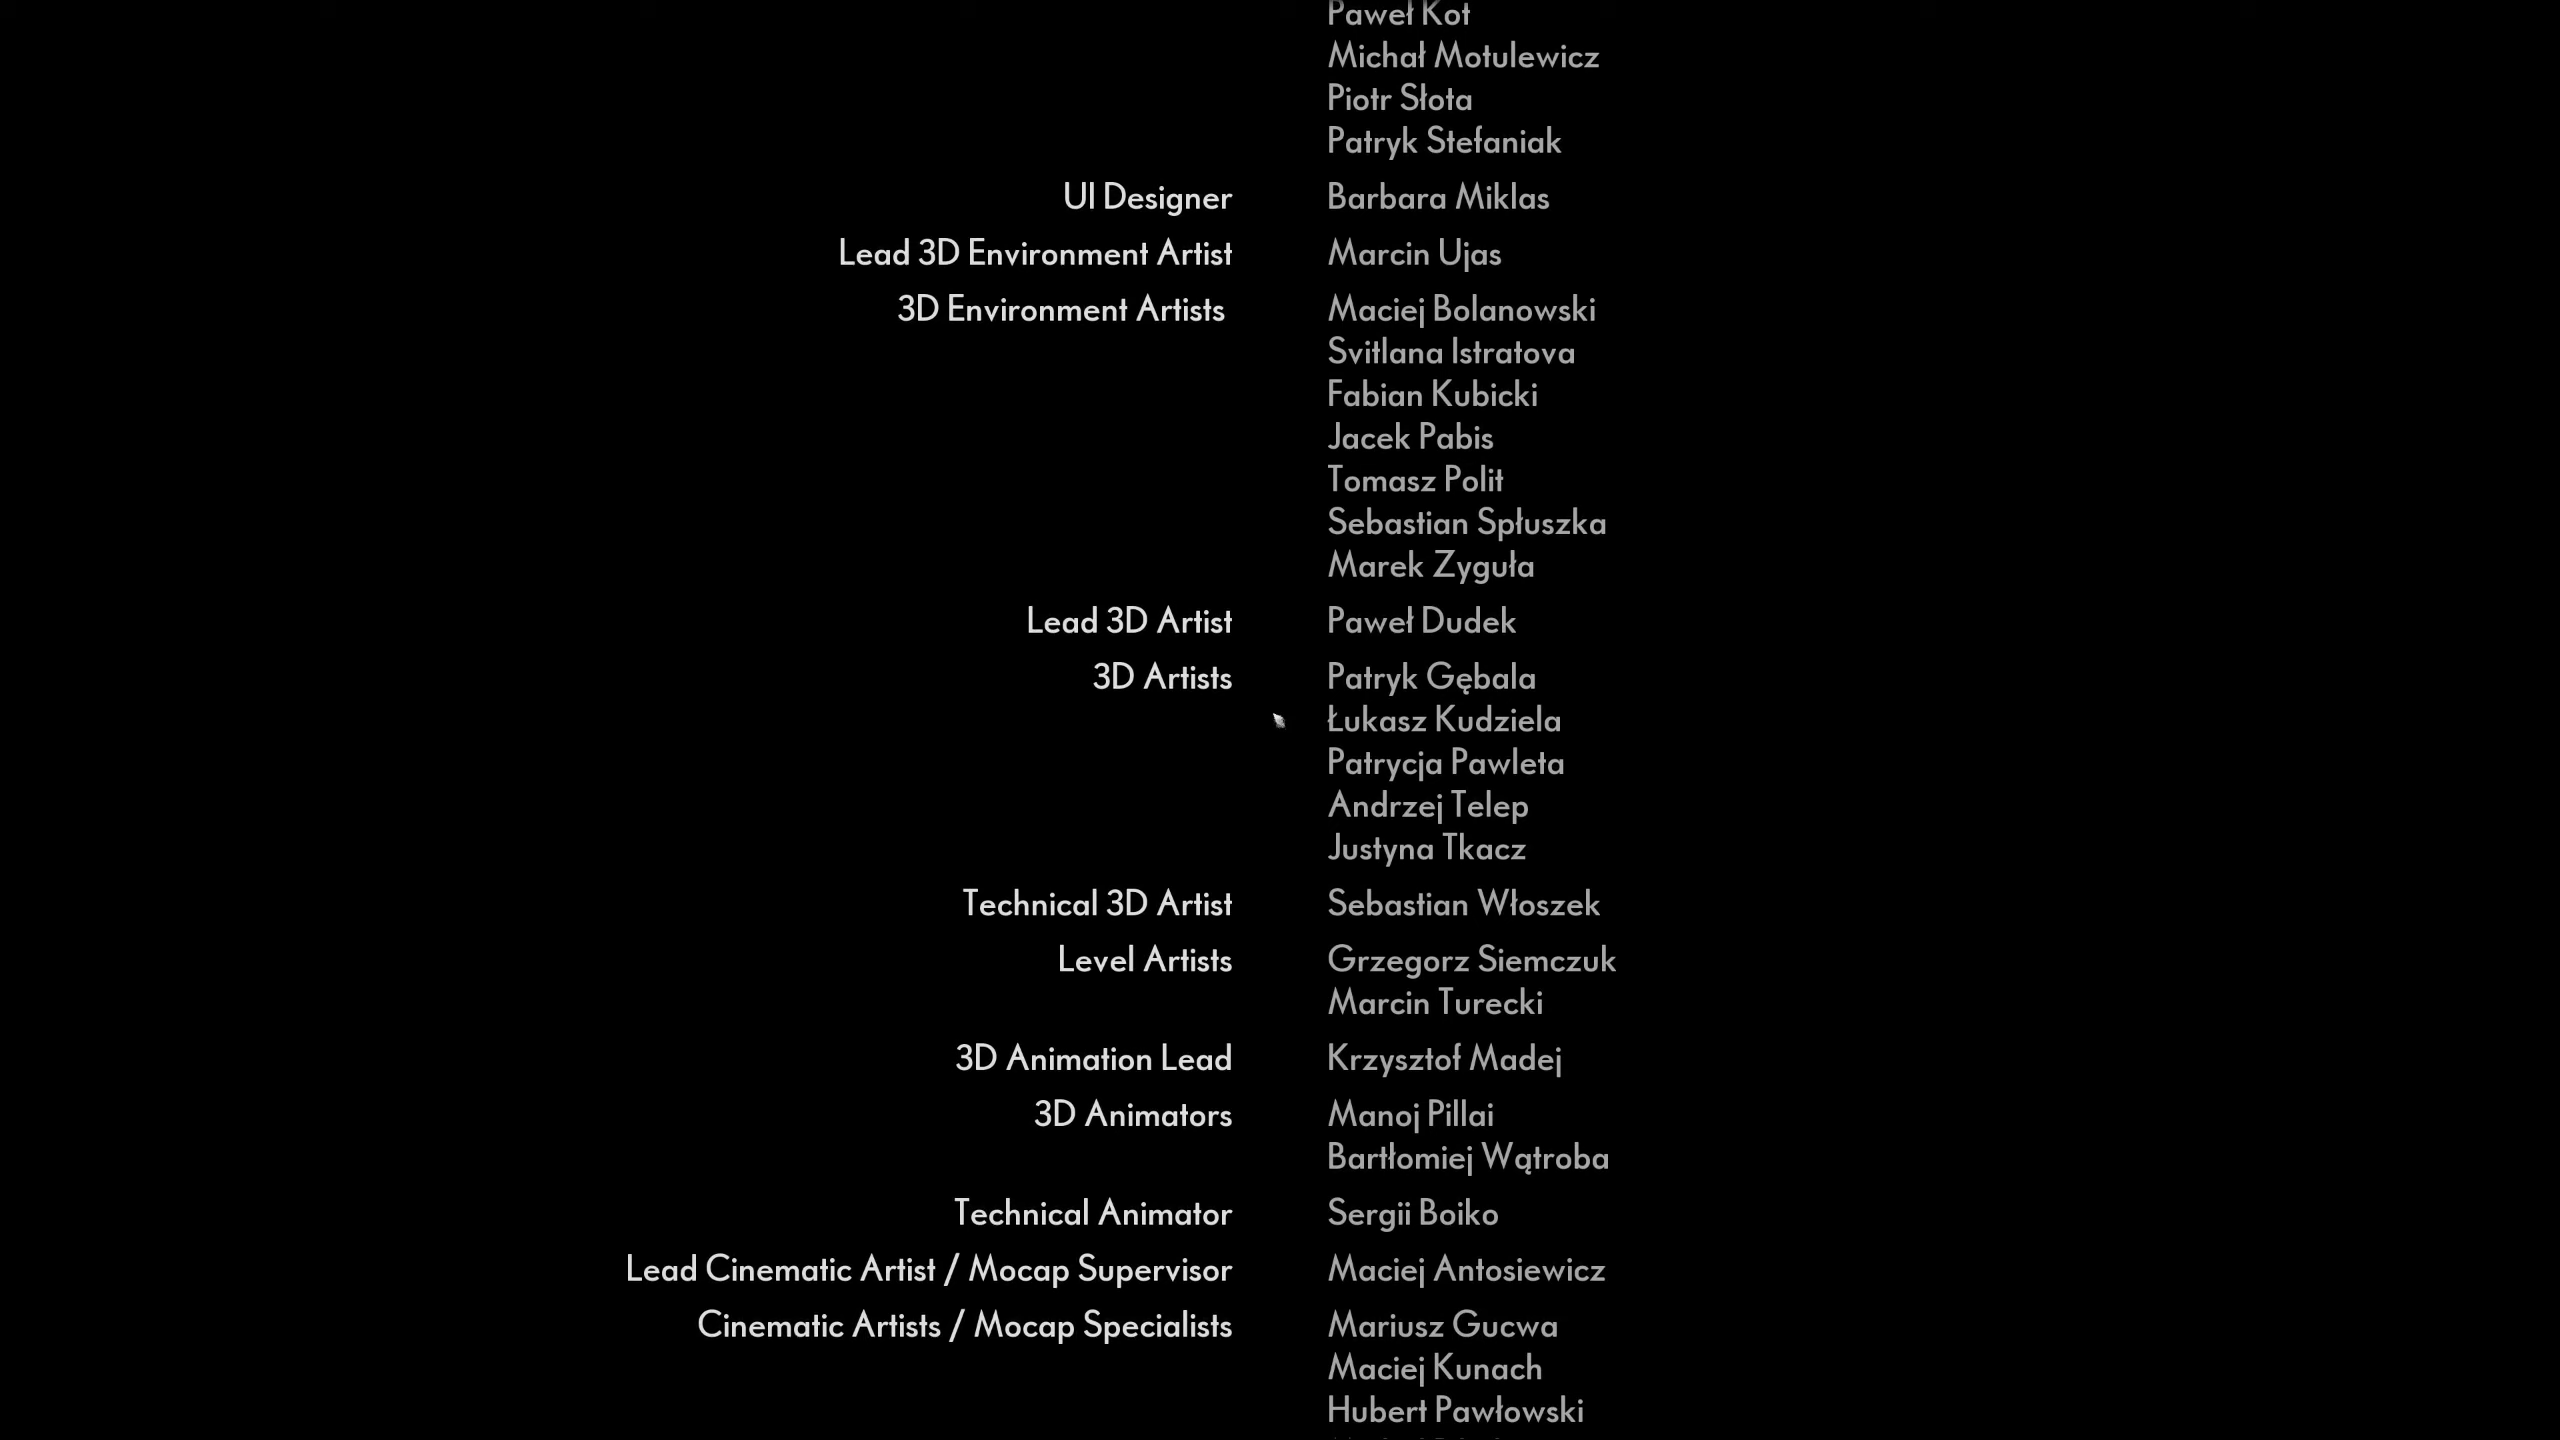 Paweł Kot
Michał Motulewicz
Piotr Słota
Patryk Stefaniak
UI Designer Barbara Miklas
Lead 3D Environment Artist Marcin Ujas
3D Environment Artists Maciej Bolanowski
Svitlana Istratova
Fabian Kubicki
Jacek Pabis
Tomasz Polit
Sebastian Spłuszka
Marek Zyguła
Lead 3D Artist Paweł Dudek
3D Artists Patryk Gębala
Łukasz Kudziela
Patrycja Pawleta
Andrzej Telep
Justyna Tkacz
Technical 3D Artist Sebastian Włoszek
Level Artists Grzegorz Siemczuk
Marcin Turecki
3D Animation Lead Krzysztof Madej
3D Animators Manoj Pillai
Bartłomiej Wątroba
Technical Animator Sergii Boiko
Lead Cinematic Artist / Mocap Supervisor Maciej Antosiewicz
Cinematic Artists / Mocap Specialists Mariusz Gucwa
Maciej Kunach
Hubert Pawłowski